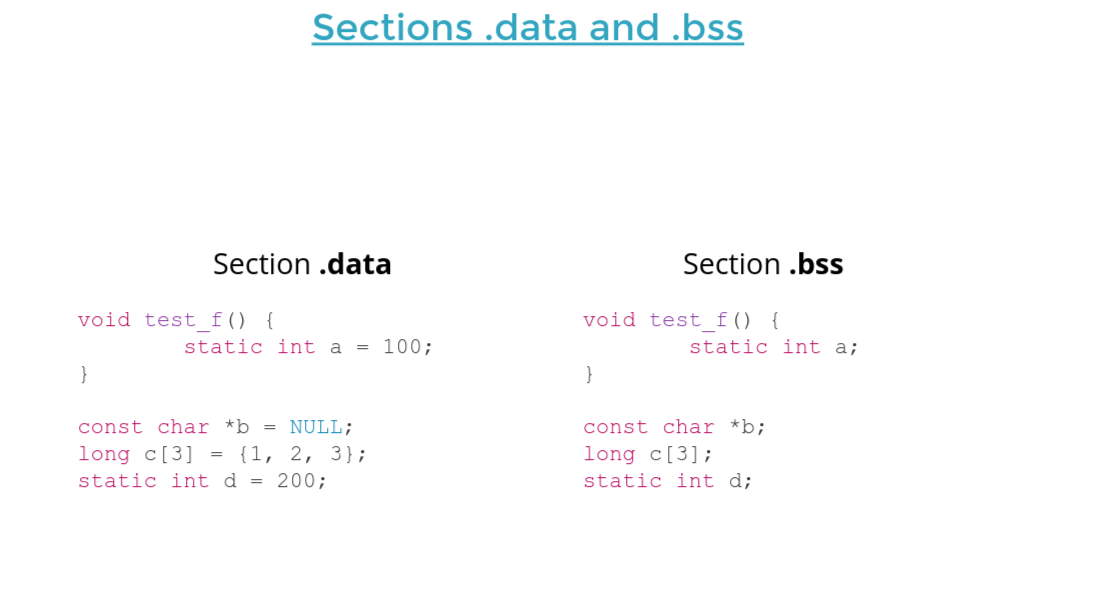 Sections .data and .bss
Section .data
void test_f() {
static int a = 100;
}
const char *b = NULL;
long c[3] = {1, 2, 3};
static int d = 200;
Section .bss
void test_f() {
static int a;
}
const char *b;
long c[3];
static int d;